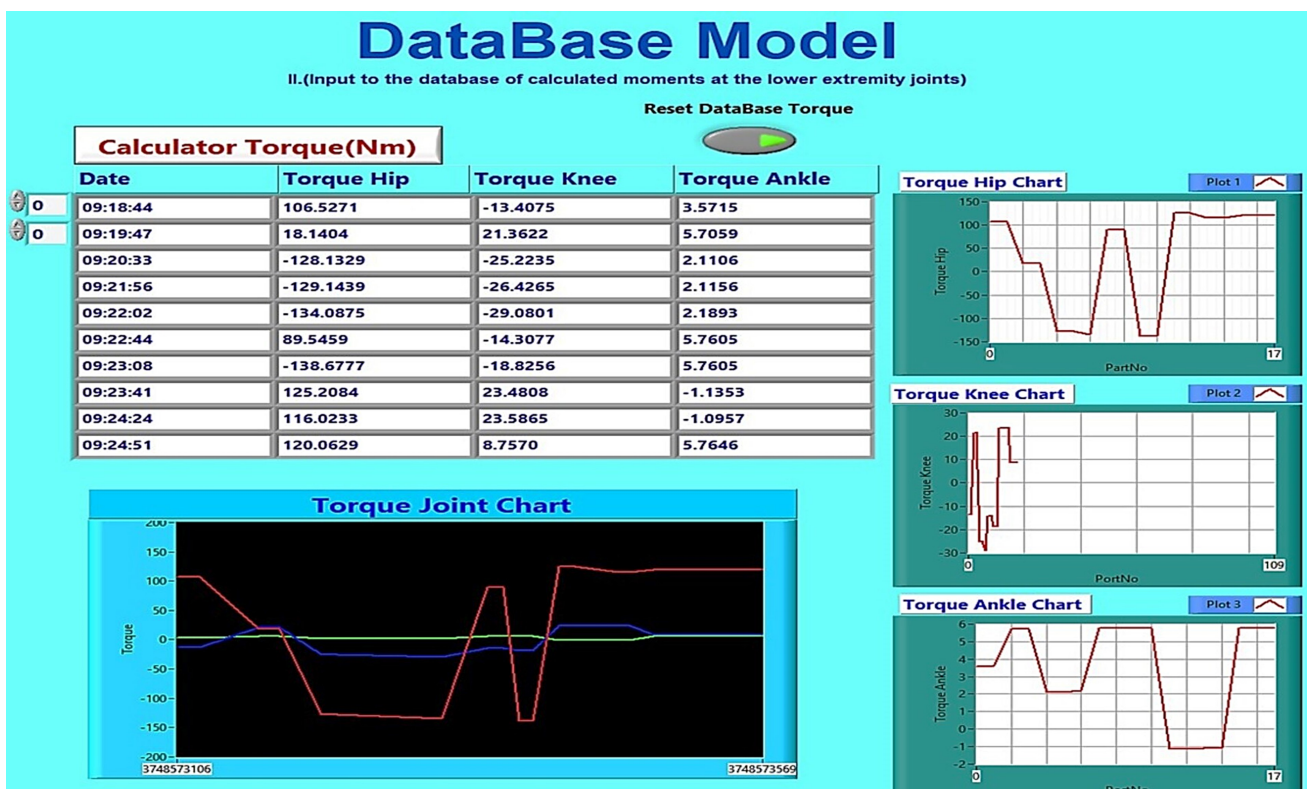 DataBase Model
II.(Input to the database of calculated moments at the lower extremity joints)
Reset DataBase Torque
Calculator Torque(Nm)
Date Torque Hip Torque Knee Torque Ankle
0 09:18:44 106.5271 -13.4075 3.5715
0 09:19:47 18.1404 21.3622 5.7059
09:20:33 -128.1329 -25.2235 2.1106
09:21:56 -129.1439 -26.4265 2.1156
09:22:02 -134.0875 -29.0801 2.1893
09:22:44 89.5459 -14.3077 5.7605
09:23:08 -138.6777 -18.8256 5.7605
09:23:41 125.2084 23.4808 -1.1353
09:24:24 116.0233 23.5865 -1.0957
09:24:51 120.0629 8.7570 5.7646
Torque Joint Chart
200
150
100
50
0
-50
-100
-150
-200
Torque
3748573106 3748573569
Torque Hip Chart Plot 1
150
100
50
0
-50
-100
-150
Torque Hip
0 17
PartNo
Torque Knee Chart Plot 2
30
20
10
0
-10
-20
-30
Torque Knee
0 109
PortNo
Torque Ankle Chart Plot 3
6
5
4
3
2
1
0
-1
-2
Torque Ankle
0 17